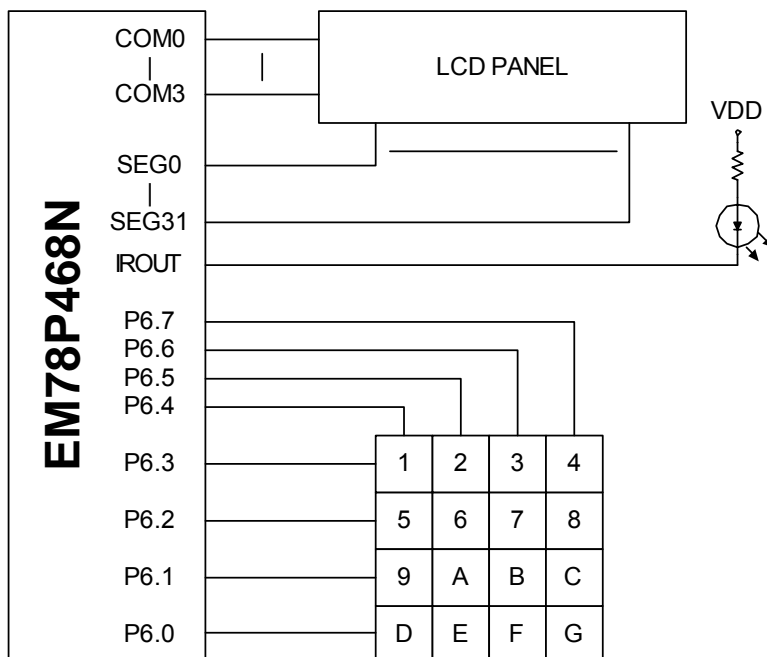 COM0
COM3
LCD PANEL
VDD
SEG0
SEG31
IROUT
EM78P468N
P6.7
P6.6
P6.5
P6.4
P6.3
1 2 3 4
P6.2
5 6 7 8
P6.1
9 A B C
P6.0
D E F G